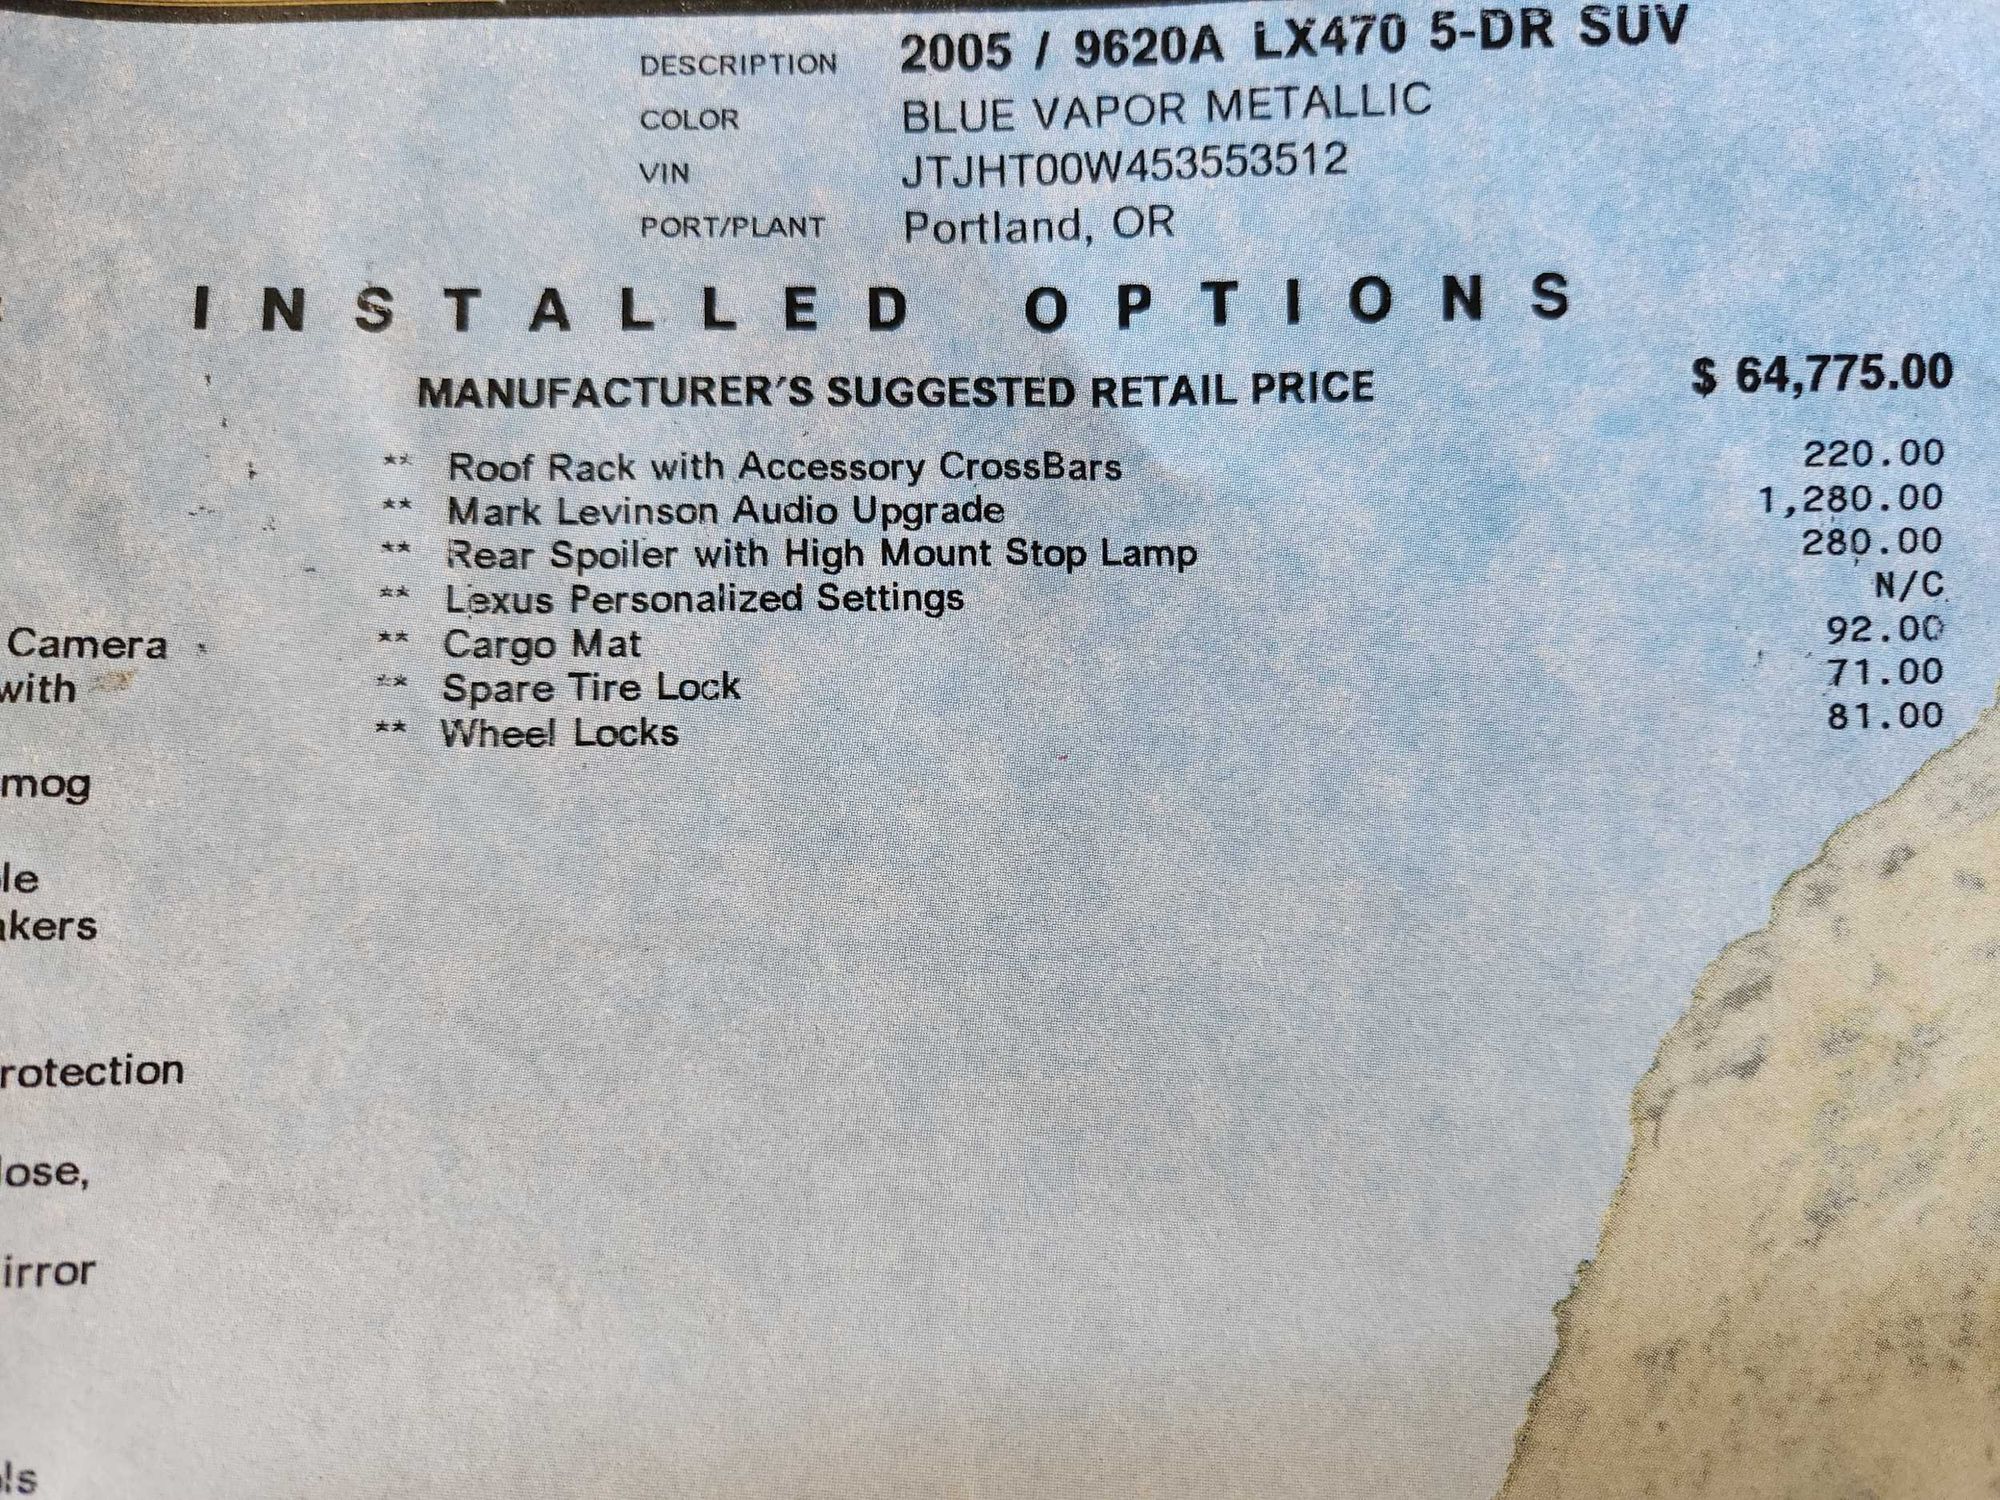 DESCRIPTION 2005 / 9620A LX470 5-DR SUV
COLOR BLUE VAPOR METALLIC
VIN JTJHT00W453553512
PORT/PLANT Portland, OR
INSTALLED OPTIONS
MANUFACTURER'S SUGGESTED RETAIL PRICE $ 64,775.00
** Roof Rack with Accessory CrossBars 220.00
** Mark Levinson Audio Upgrade 1,280.00
** Rear Spoiler with High Mount Stop Lamp 280.00
** Lexus Personalized Settings N/C
** Cargo Mat 92.00
** Spare Tire Lock 71.00
** Wheel Locks 81.00
Camera
with
mog
le
akers
rotection
lose,
irror